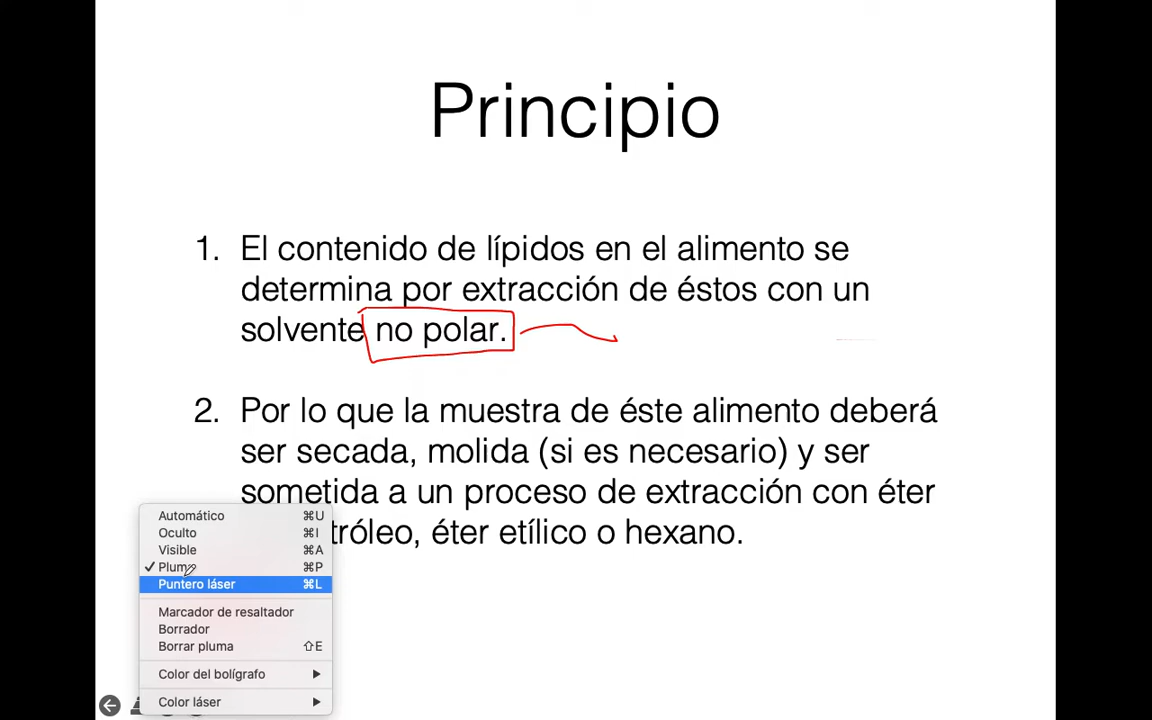 Principio
1. El contenido de lípidos en el alimento se
determina por extracción de éstos con un
solvente no polar.
2. Por lo que la muestra de éste alimento deberá
ser secada, molida (si es necesario) y ser
sometida a un proceso de extracción con éter
tróleo, éter etílico o hexano.
Automático ⌘U
Oculto ⌘I
Visible ⌘A
✓ Pluma ⌘P
Puntero láser ⌘L
Marcador de resaltador
Borrador
Borrar pluma ⇧E
Color del bolígrafo ▶
Color láser ▶